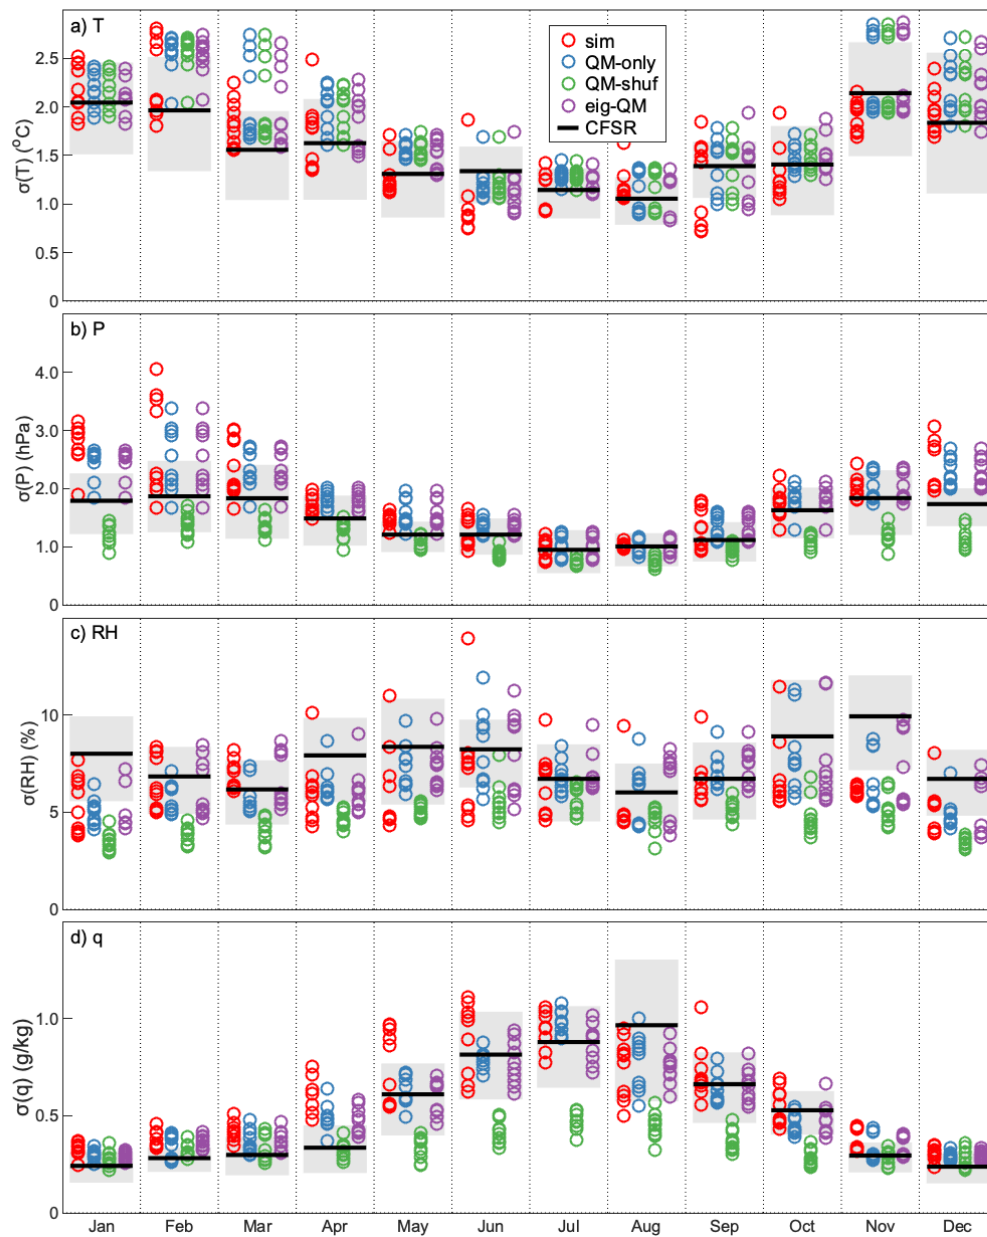 a) T
sim
QM-only
QM-shuf
eig-QM
CFSR
σ(T) (°C)
2.5
2.0
1.5
1.0
0.5
0
b) P
σ(P) (hPa)
4.0
3.0
2.0
1.0
0
c) RH
σ(RH) (%)
10
5
0
d) q
σ(q) (g/kg)
1.0
0.5
0
Jan Feb Mar Apr May Jun Jul Aug Sep Oct Nov Dec